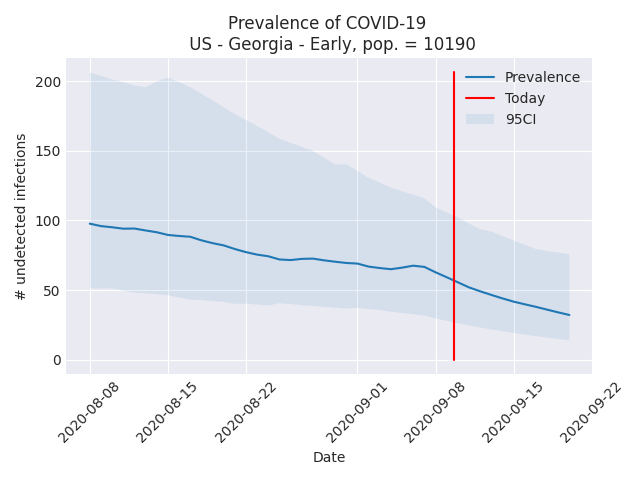 Prevalence of COVID-19
US - Georgia - Early, pop. = 10190
Prevalence
Today
95CI
# undetected infections
200
150
100
50
0
2020-08-08
2020-08-15
2020-08-22
2020-09-01
2020-09-08
2020-09-15
2020-09-22
Date